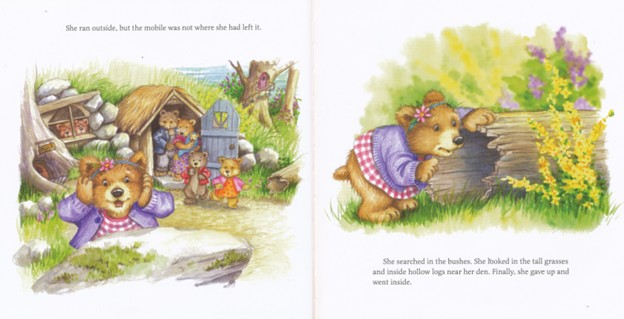 She ran outside, but the mobile was not where she had left it.
She searched in the bushes. She looked in the tall grasses
and inside hollow logs near her den. Finally, she gave up and
went inside.